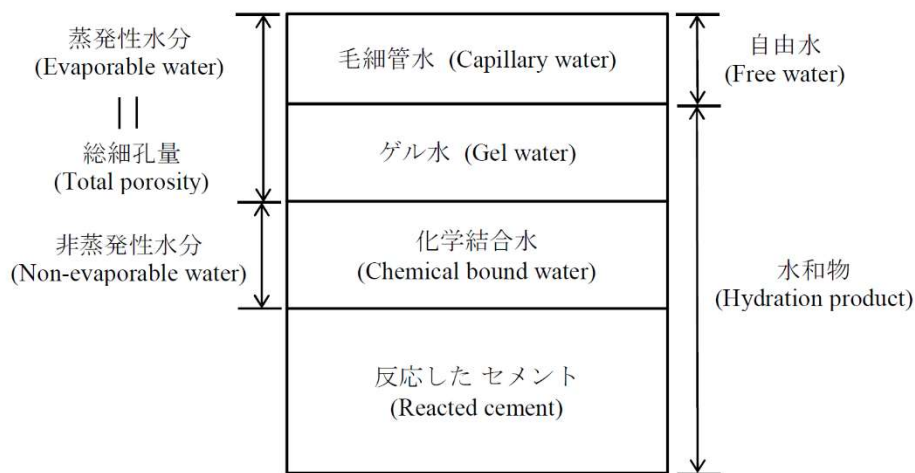 蒸発性水分
(Evaporable water)
総細孔量
(Total porosity)
非蒸発性水分
(Non-evaporable water)
毛細管水 (Capillary water)
ゲル水 (Gel water)
化学結合水
(Chemical bound water)
反応した セメント
(Reacted cement)
自由水
(Free water)
水和物
(Hydration product)